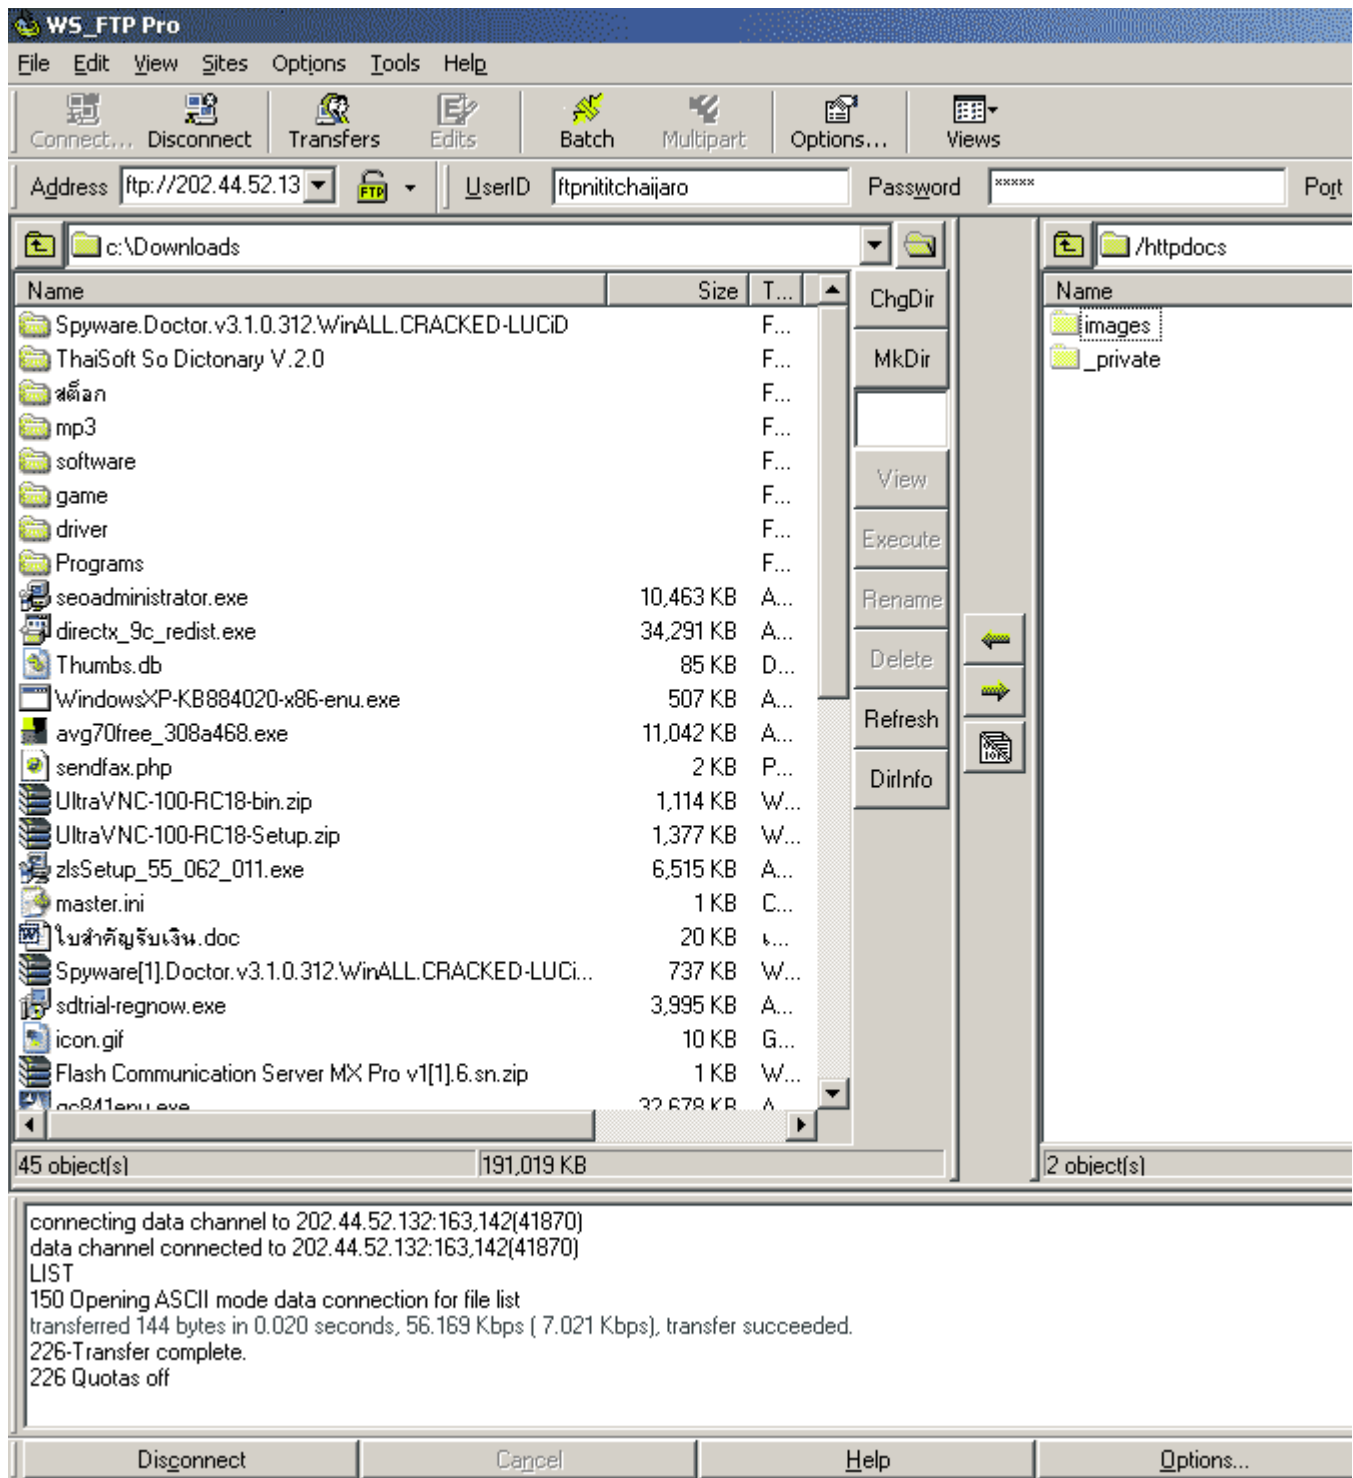 WS_FTP Pro
File Edit View Sites Options Tools Help
Connect... Disconnect Transfers Edits Batch Multipart Options... Views
Address ftp://202.44.52.13 FTP UserID ftpnititchaijaro Password ××××× Port
c:\Downloads
Name Size T...
Spyware.Doctor.v3.1.0.312.WinALL.CRACKED-LUCiD F...
ThaiSoft So Dictonary V.2.0 F...
สต็อก F...
mp3 F...
software F...
game F...
driver F...
Programs F...
seoadministrator.exe 10,463 KB A...
directx_9c_redist.exe 34,291 KB A...
Thumbs.db 85 KB D...
WindowsXP-KB884020-x86-enu.exe 507 KB A...
avg70free_308a468.exe 11,042 KB A...
sendfax.php 2 KB P...
UltraVNC-100-RC18-bin.zip 1,114 KB W...
UltraVNC-100-RC18-Setup.zip 1,377 KB W...
zlsSetup_55_062_011.exe 6,515 KB A...
master.ini 1 KB C...
ใบสำคัญรับเงิน.doc 20 KB เ...
Spyware[1].Doctor.v3.1.0.312.WinALL.CRACKED-LUCi... 737 KB W...
sdtrial-regnow.exe 3,995 KB A...
icon.gif 10 KB G...
Flash Communication Server MX Pro v1[1].6.sn.zip 1 KB W...
32,678 KB A
45 object(s) 191,019 KB
ChgDir
MkDir
View
Execute
Rename
Delete
Refresh
DirInfo
/httpdocs
Name
images
_private
2 object(s)
connecting data channel to 202.44.52.132:163,142(41870)
data channel connected to 202.44.52.132:163,142(41870)
LIST
150 Opening ASCII mode data connection for file list
transferred 144 bytes in 0.020 seconds, 56.169 Kbps ( 7.021 Kbps), transfer succeeded.
226-Transfer complete.
226 Quotas off
Disconnect Cancel Help Options...